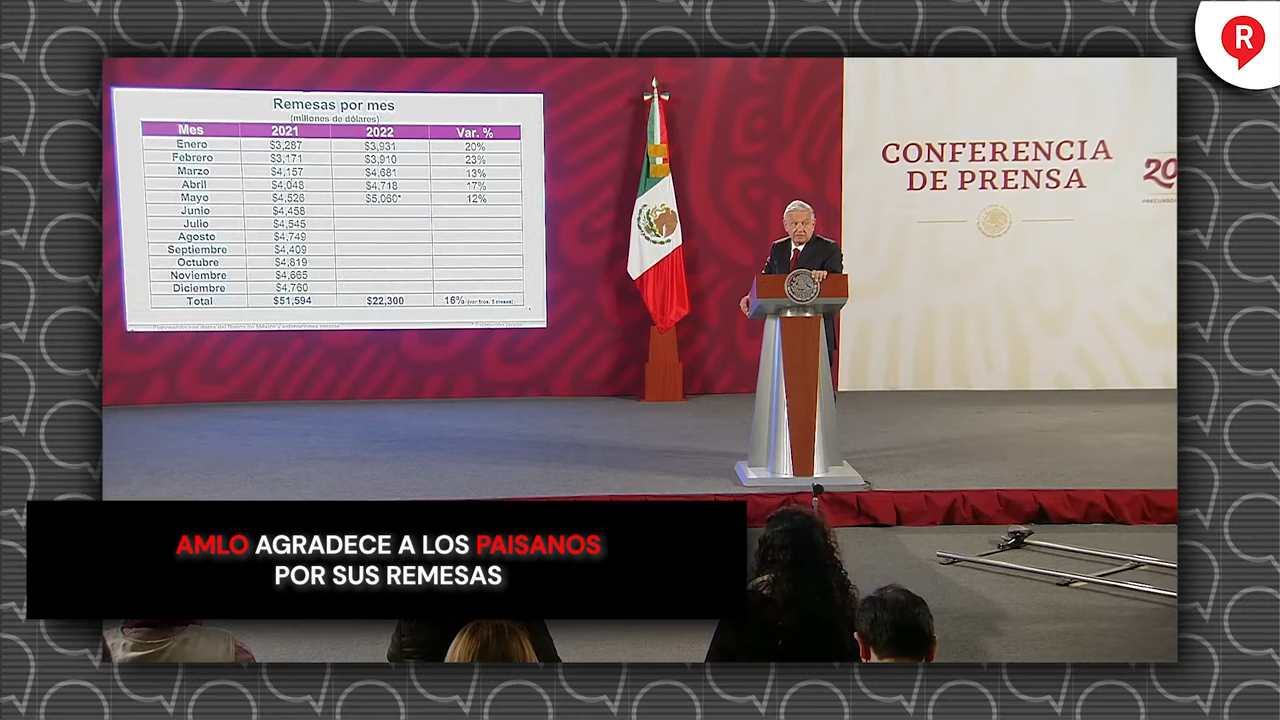 R
Remesas por mes
(millones de dólares)
Mes 2021 2022 Var. %
Enero $3,287 $3,931 20%
Febrero $3,171 $3,910 23%
Marzo $4,157 $4,681 13%
Abril $4,048 $4,718 17%
Mayo $4,526 $5,060* 12%
Junio $4,458
Julio $4,545
Agosto $4,749
Septiembre $4,409
Octubre $4,819
Noviembre $4,665
Diciembre $4,760
Total $51,594 $22,300 16%
CONFERENCIA
DE PRENSA
20
AMLO AGRADECE A LOS PAISANOS
POR SUS REMESAS